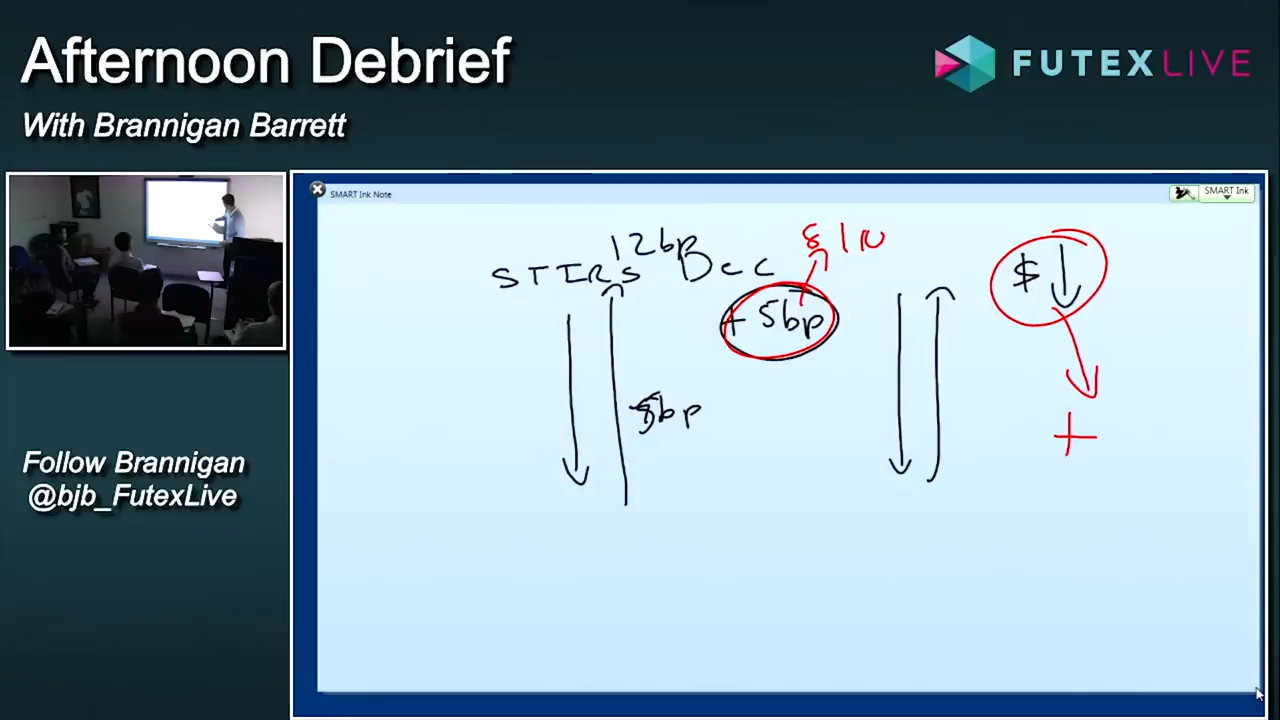 Afternoon Debrief
With Brannigan Barrett
FUTEXLIVE
SMART Ink Note
SMART Ink
12bp
STIRS Dec
8 10
+ 5bp
$
8bp
+
Follow Brannigan
@bjb_FutexLive